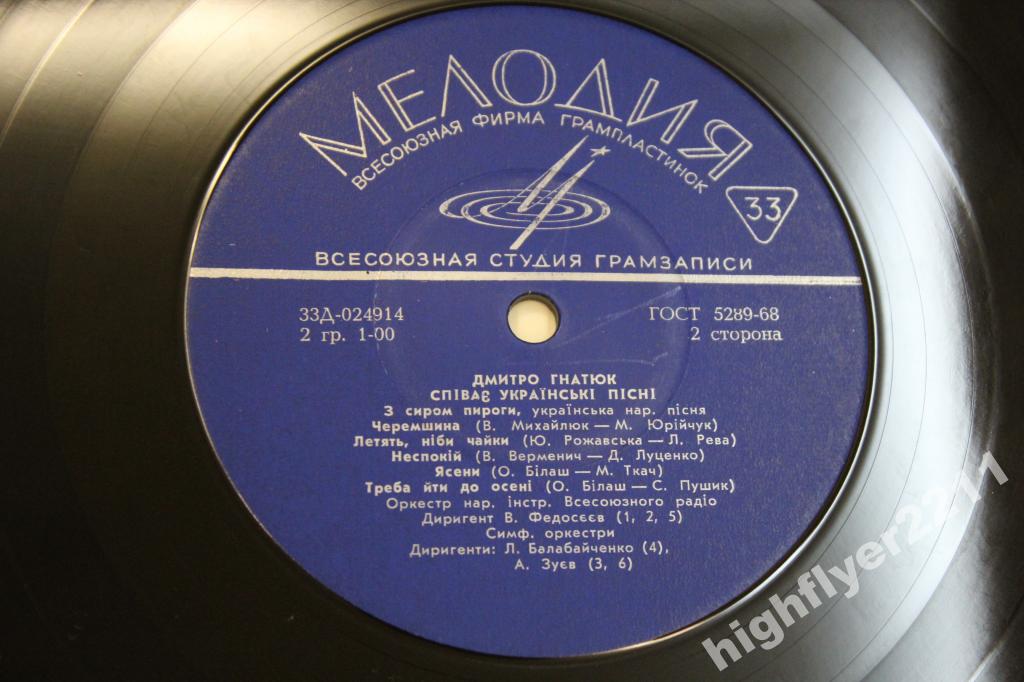 МЕЛОДИЯ
ВСЕСОЮЗНАЯ ФИРМА ГРАМПЛАСТИНОК
33
ВСЕСОЮЗНАЯ СТУДИЯ ГРАМЗАПИСИ
33Д-024914 ГОСТ 5289-68
2 гр. 1-00 2 сторона
ДМИТРО ГНАТЮК
СПІВАЄ УКРАЇНСЬКІ ПІСНІ
З сиром пироги, українська нар. пісня
Черемшина (В. Михайлюк — М. Юрійчук)
Летять, ніби чайки (Ю. Рожавська — Л. Рева)
Неспокій (В. Верменич — Д. Луценко)
Ясени (О. Білаш — М. Ткач)
Треба йти до осені (О. Білаш — С. Пушик)
Оркестр нар. інстр. Всесоюзного радіо
Диригент В. Федосєєв (1, 2, 5)
Симф. оркестри
Диригенти: Л. Балабайченко (4),
А. Зуєв (3, 6)
highflyer2211